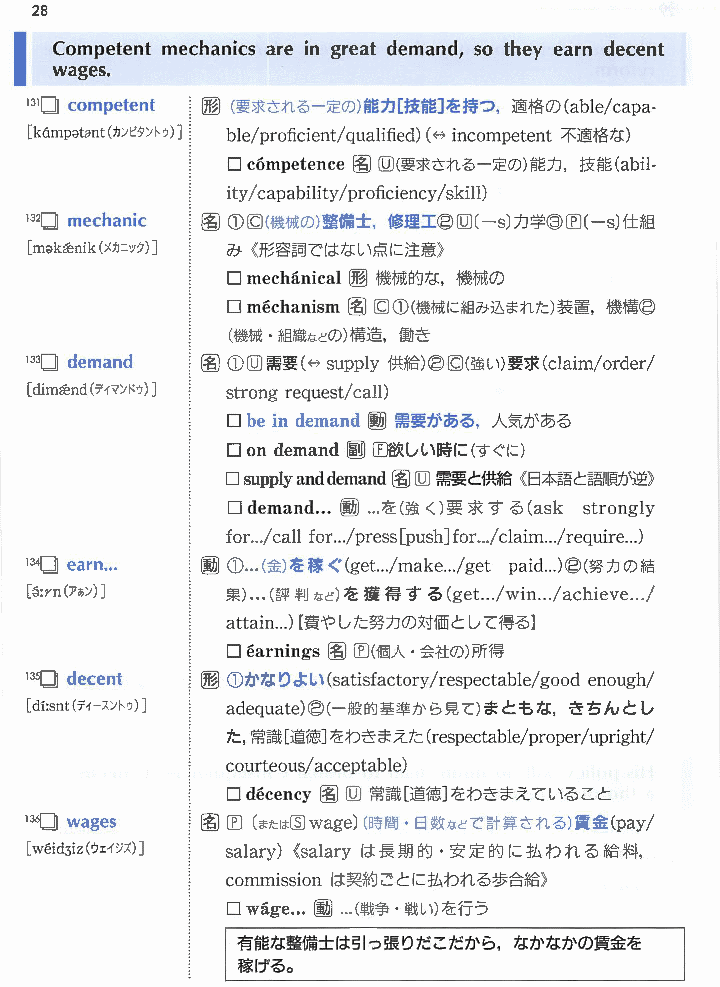 28
Competent mechanics are in great demand, so they earn decent
wages.
131□ competent
[kámpətənt(カンピタントゥ)]
形 (要求される一定の)能力[技能]を持つ, 適格の(able/capa-
ble/proficient/qualified)(↔ incompetent 不適格な)
□ cómpetence 名 Ⓤ(要求される一定の)能力, 技能(abil-
ity/capability/proficiency/skill)
132□ mechanic
[məkǽnik(メカニック)]
名 ①Ⓒ(機械の)整備士, 修理工②Ⓤ(—s)力学③Ⓟ(—s)仕組
み《形容詞ではない点に注意》
□ mechánical 形 機械的な, 機械の
□ méchanism 名 Ⓒ①(機械に組み込まれた)装置, 機構②
(機械・組織などの)構造, 働き
133□ demand
[dimǽnd(ディマンドゥ)]
名 ①Ⓤ需要(↔ supply 供給)②Ⓒ(強い)要求(claim/order/
strong request/call)
□ be in demand 動 需要がある, 人気がある
□ on demand 副 Ⓕ欲しい時に(すぐに)
□ supply and demand 名 Ⓤ 需要と供給《日本語と語順が逆》
□ demand... 動 ...を(強く)要求する(ask strongly
for.../call for.../press[push]for.../claim.../require...)
134□ earn...
[ə́ːrn(アぁン)]
動 ①...(金)を稼ぐ(get.../make.../get paid...)②(努力の結
果)...(評判など)を獲得する(get.../win.../achieve.../
attain...)[費やした努力の対価として得る]
□ éarnings 名 Ⓟ(個人・会社の)所得
135□ decent
[díːsnt(ディースントゥ)]
形 ①かなりよい(satisfactory/respectable/good enough/
adequate)②(一般的基準から見て)まともな, きちんとし
た, 常識[道徳]をわきまえた(respectable/proper/upright/
courteous/acceptable)
□ décency 名 Ⓤ 常識[道徳]をわきまえていること
136□ wages
[wéidʒiz(ウェイジズ)]
名 Ⓟ (またはⓈwage)(時間・日数などで計算される)賃金(pay/
salary)《salary は長期的・安定的に払われる給料,
commission は契約ごとに払われる歩合給》
□ wáge... 動 ...(戦争・戦い)を行う
有能な整備士は引っ張りだこだから, なかなかの賃金を
稼げる。